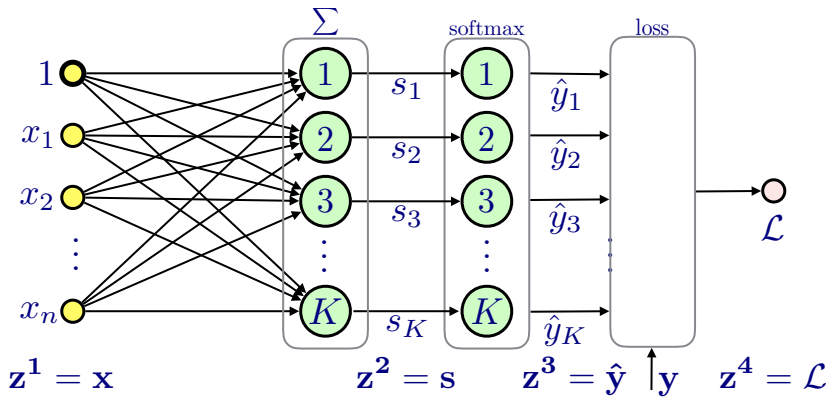 ∑ softmax loss
1 1 1
s₁ ŷ₁
x₁ 2 2
s₂ ŷ₂
x₂ 3 3
s₃ ŷ₃
⋮ ⋮ ⋮ ⋮
ℒ
xₙ K K
s_K ŷ_K
z¹ = x z² = s z³ = ŷ y z⁴ = ℒ